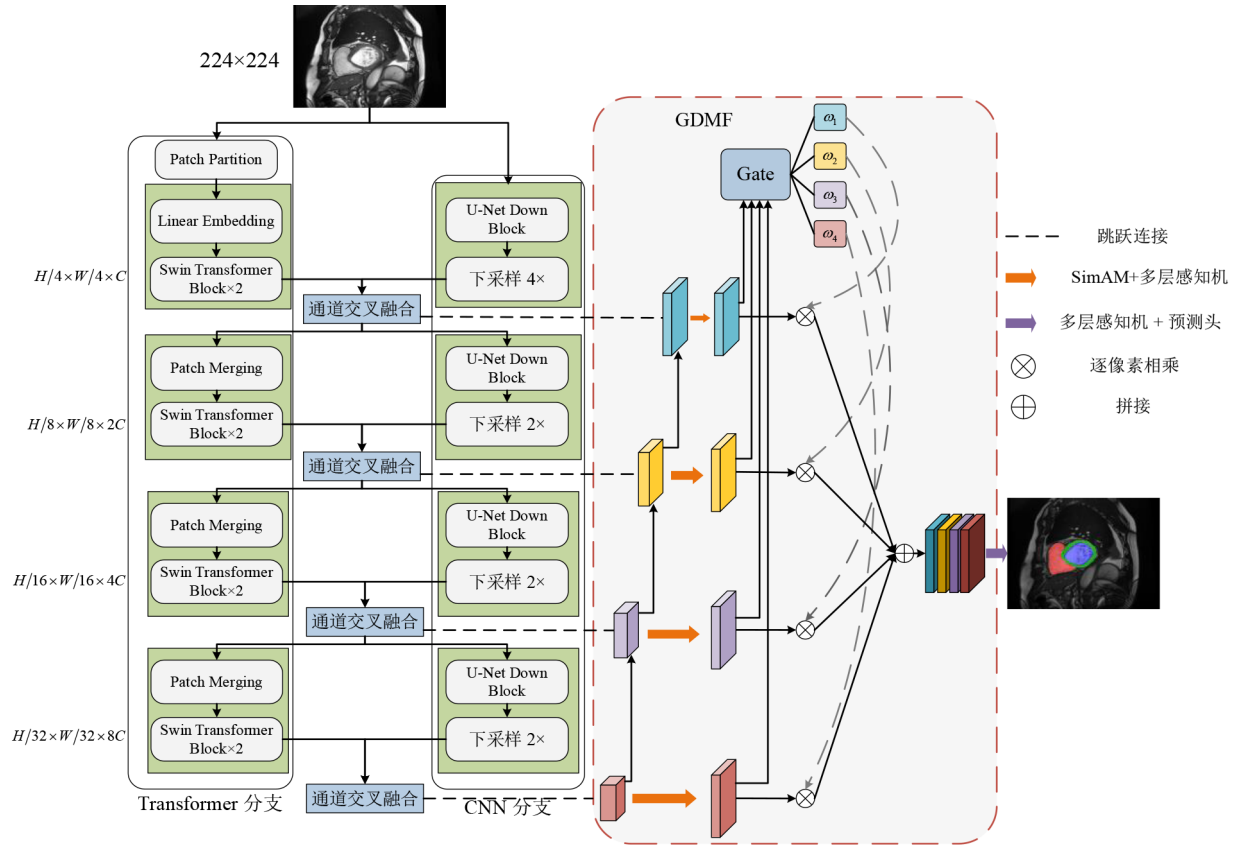 224×224
Patch Partition
Linear Embedding
Swin Transformer
Block×2
H/4×W/4×C
U-Net Down
Block
下采样 4×
通道交叉融合
Patch Merging
Swin Transformer
Block×2
H/8×W/8×2C
U-Net Down
Block
下采样 2×
通道交叉融合
Patch Merging
Swin Transformer
Block×2
H/16×W/16×4C
U-Net Down
Block
下采样 2×
通道交叉融合
Patch Merging
Swin Transformer
Block×2
H/32×W/32×8C
U-Net Down
Block
下采样 2×
通道交叉融合
Transformer 分支
CNN 分支
GDMF
Gate
ω₁
ω₂
ω₃
ω₄
跳跃连接
SimAM+多层感知机
多层感知机 + 预测头
逐像素相乘
拼接